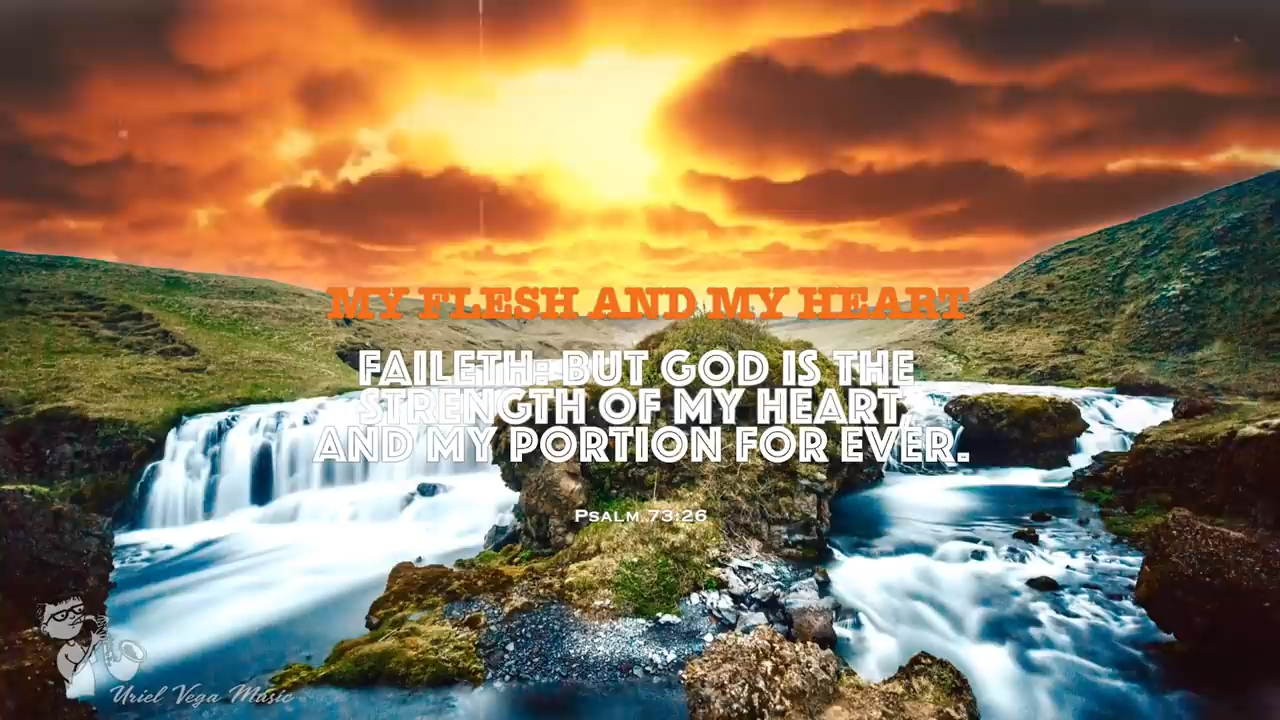 MY FLESH AND MY HEART
FAILETH: BUT GOD IS THE
STRENGTH OF MY HEART,
AND MY PORTION FOR EVER.
PSALM 73:26
Uriel Vega Music